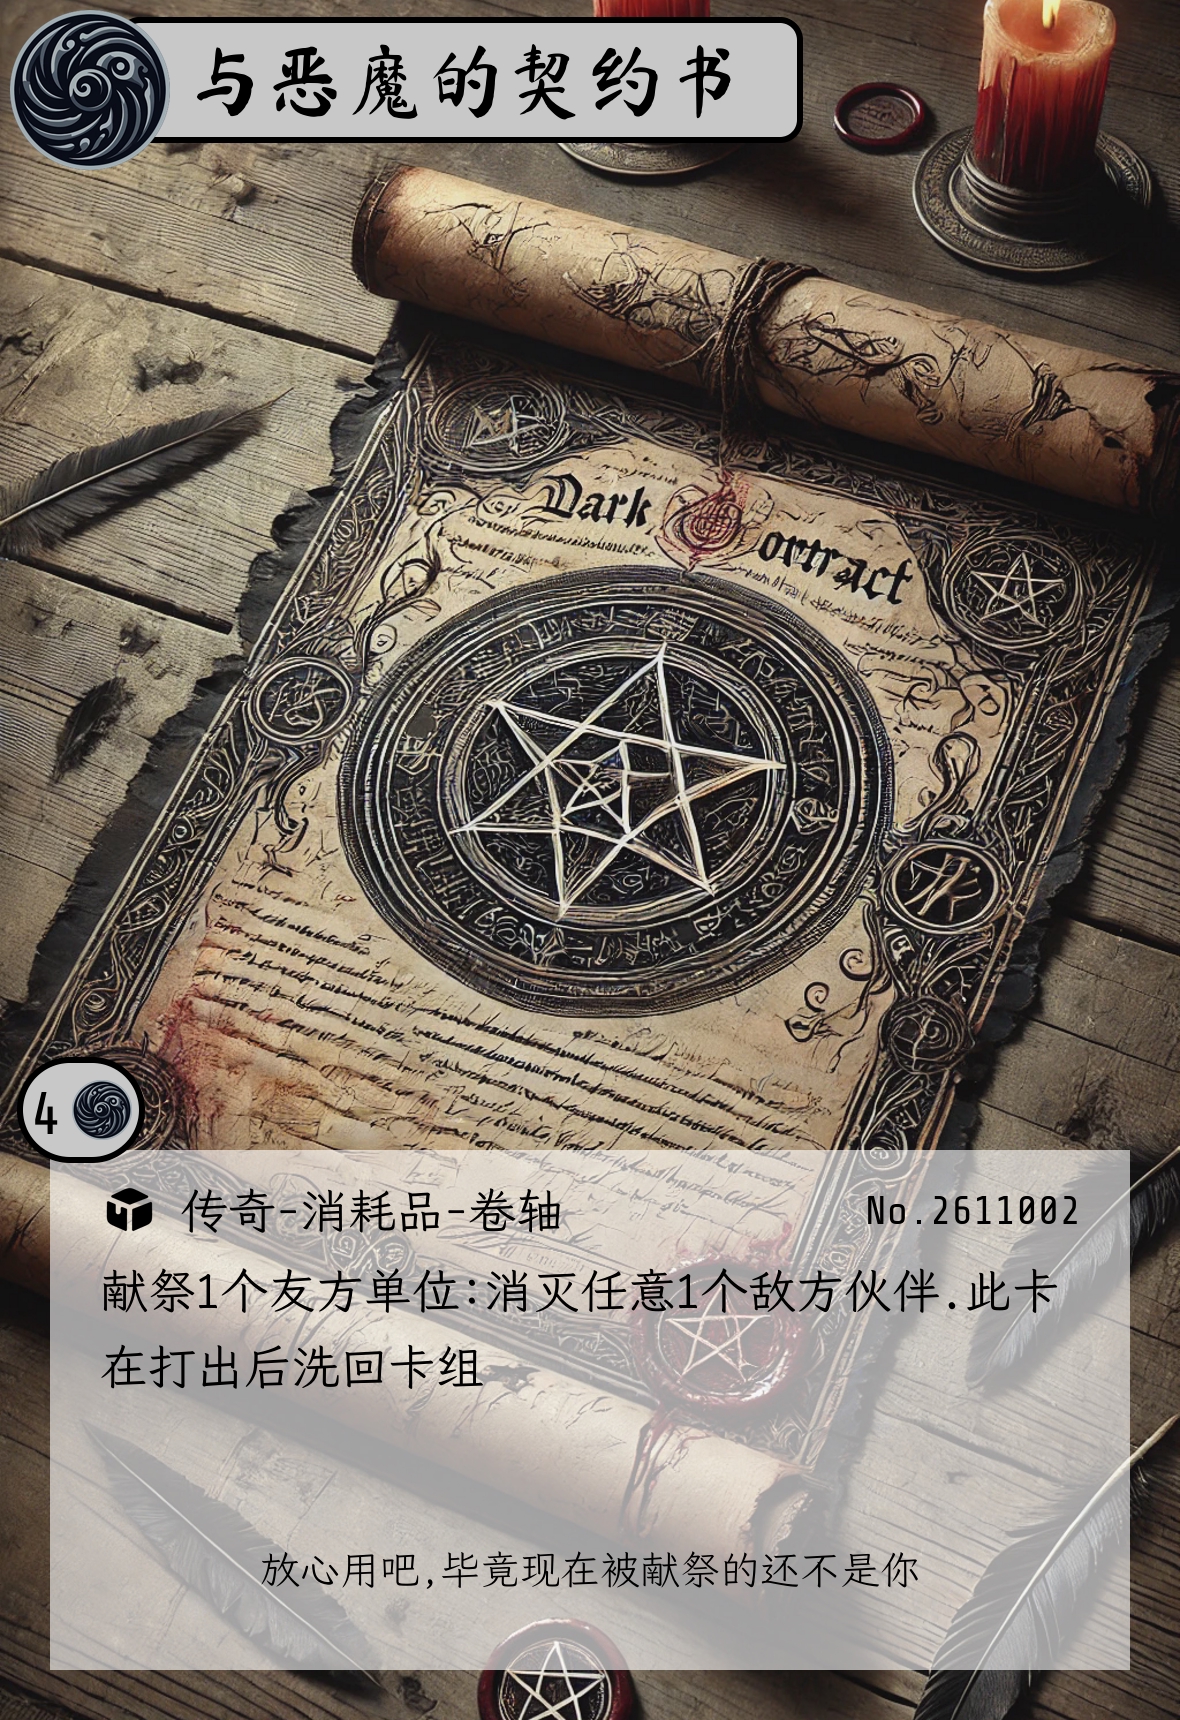 与恶魔的契约书
Dark
ontract
4
传奇-消耗品-卷轴
No.2611002
献祭1个友方单位:消灭任意1个敌方伙伴.此卡
在打出后洗回卡组
放心用吧,毕竟现在被献祭的还不是你